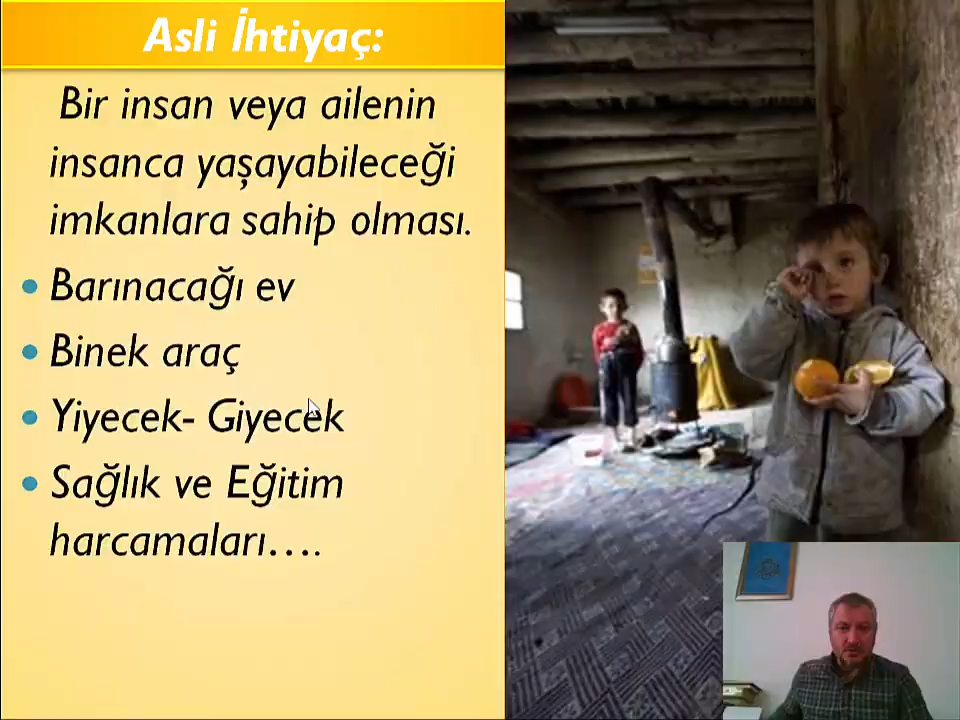 Asli İhtiyaç:
Bir insan veya ailenin
insanca yaşayabileceği
imkanlara sahip olması.
• Barınacağı ev
• Binek araç
• Yiyecek- Giyecek
• Sağlık ve Eğitim
harcamaları….